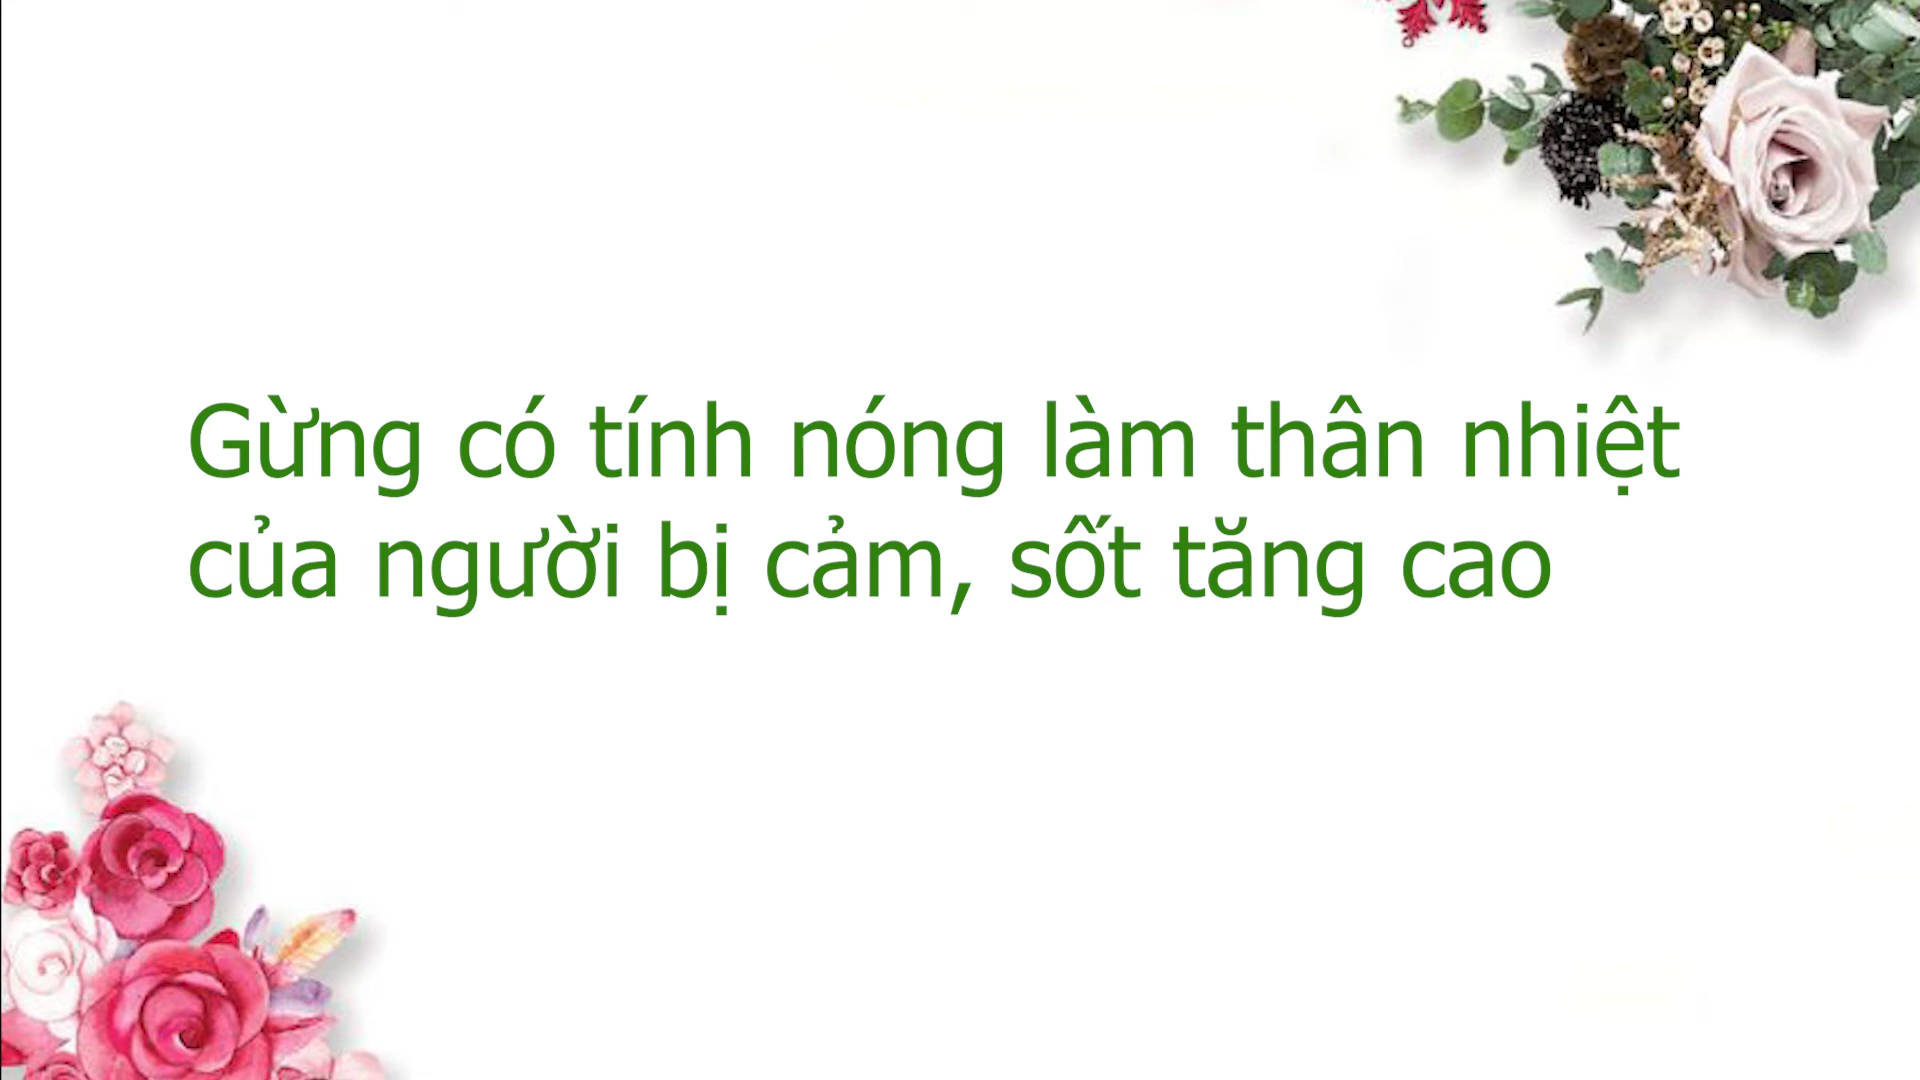 Gừng có tính nóng làm thân nhiệt
của người bị cảm, sốt tăng cao